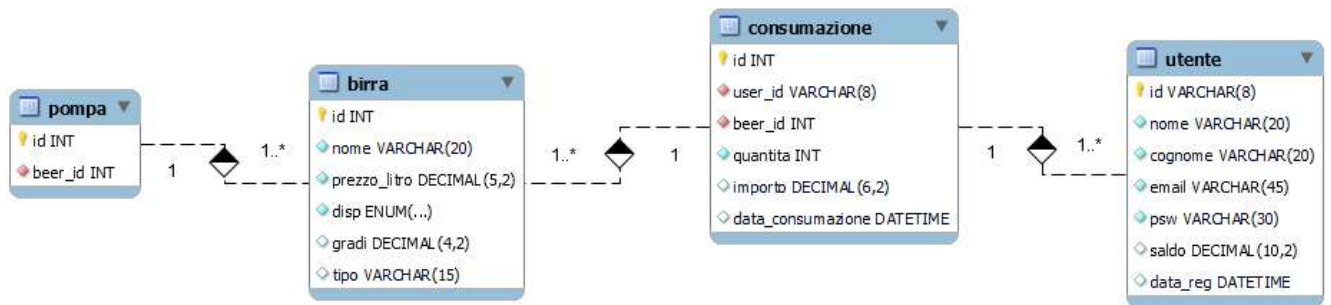 pompa
id INT
beer_id INT
1
1..*
birra
id INT
nome VARCHAR(20)
prezzo_litro DECIMAL(5,2)
disp ENUM(...)
gradi DECIMAL(4,2)
tipo VARCHAR(15)
1..*
1
consumazione
id INT
user_id VARCHAR(8)
beer_id INT
quantita INT
importo DECIMAL(6,2)
data_consumazione DATETIME
1
1..*
utente
id VARCHAR(8)
nome VARCHAR(20)
cognome VARCHAR(20)
email VARCHAR(45)
psw VARCHAR(30)
saldo DECIMAL(10,2)
data_reg DATETIME